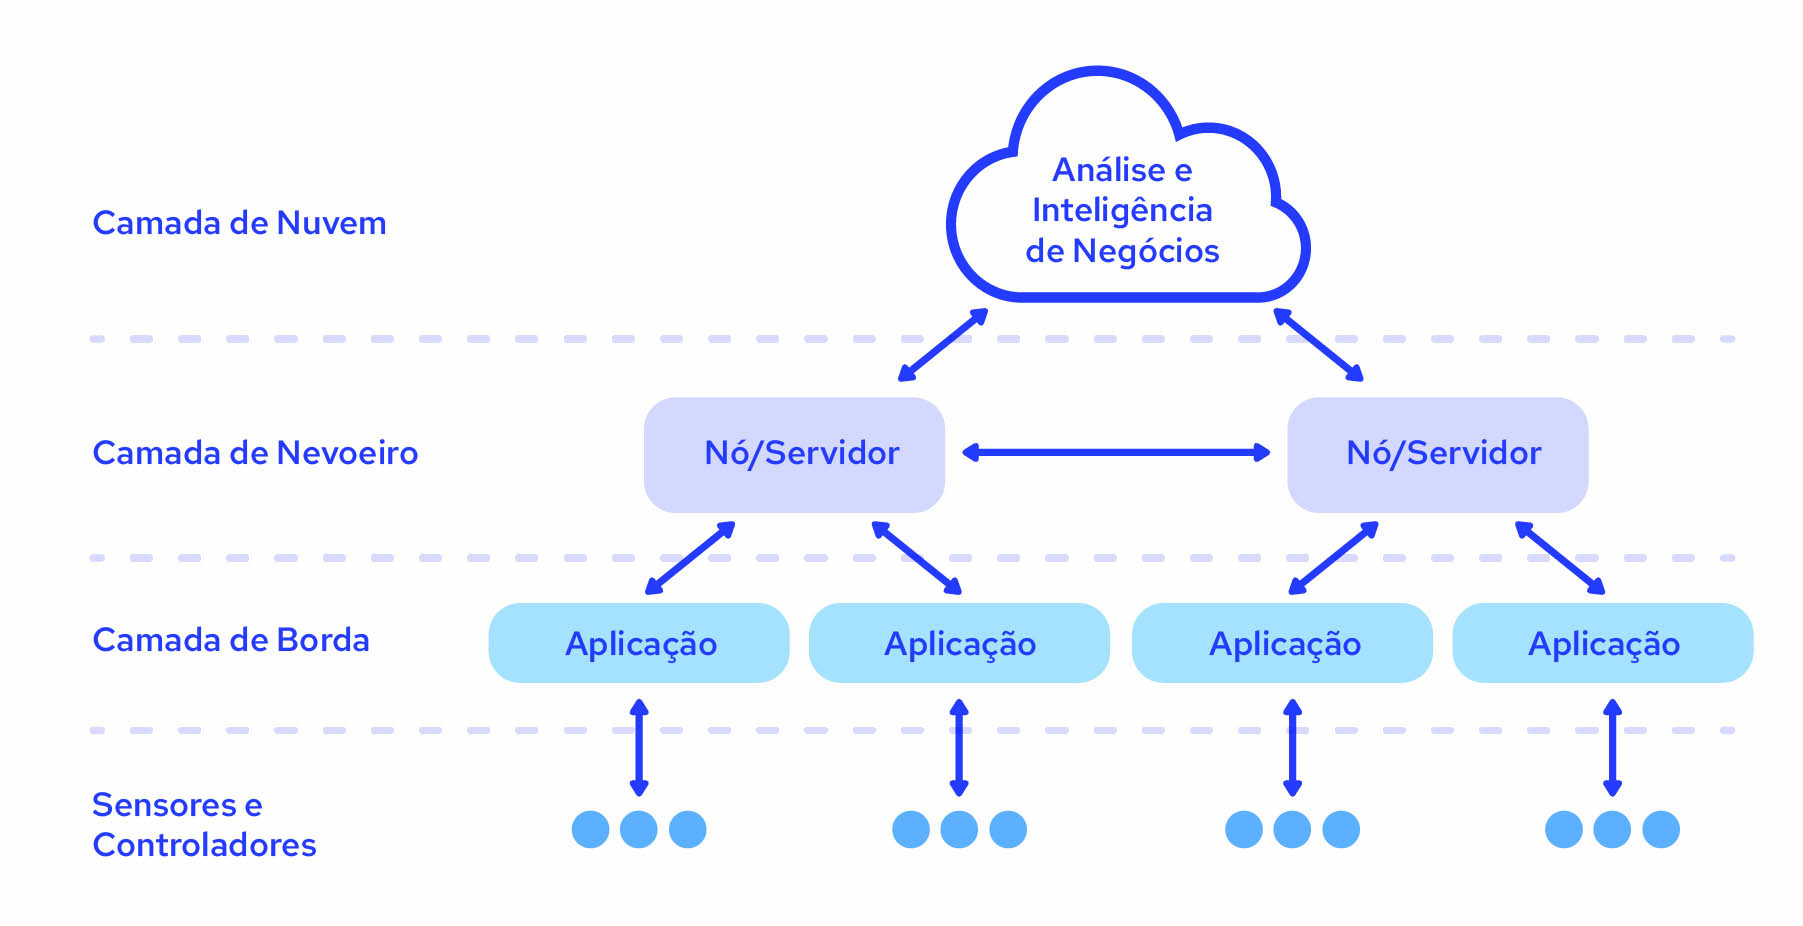 Análise e
Inteligência
de Negócios
Camada de Nuvem
Camada de Nevoeiro
Nó/Servidor
Nó/Servidor
Camada de Borda
Aplicação
Aplicação
Aplicação
Aplicação
Sensores e
Controladores